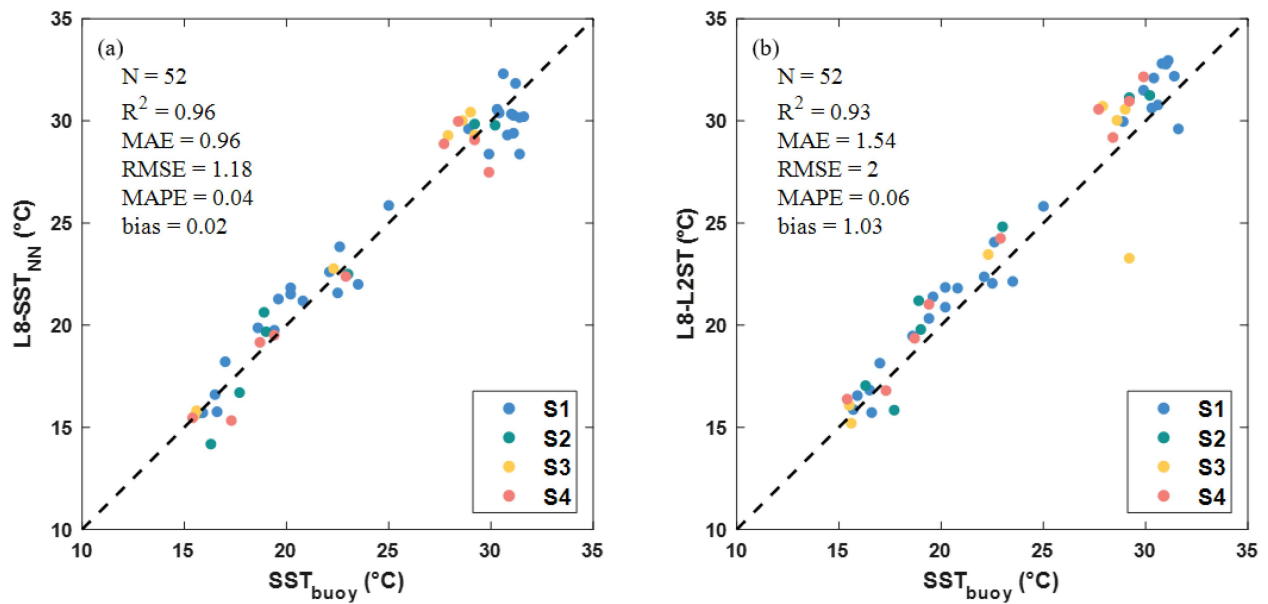 (a)
N = 52
R² = 0.96
MAE = 0.96
RMSE = 1.18
MAPE = 0.04
bias = 0.02
35
30
25
20
15
10
L8-SST_NN (°C)
10 15 20 25 30 35
SST_buoy (°C)
S1
S2
S3
S4
(b)
N = 52
R² = 0.93
MAE = 1.54
RMSE = 2
MAPE = 0.06
bias = 1.03
35
30
25
20
15
10
L8-L2ST (°C)
10 15 20 25 30 35
SST_buoy (°C)
S1
S2
S3
S4